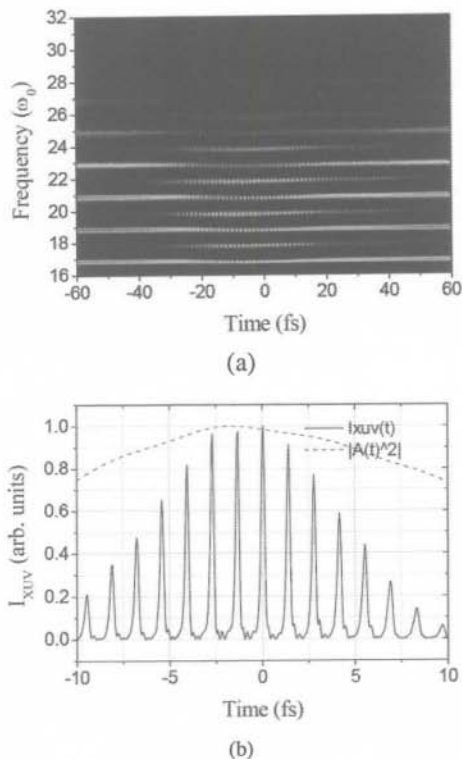 32
30
28
26
24
22
20
18
16
Frequency (ω₀)
-60 -40 -20 0 20 40 60
Time (fs)
(a)
1.0
0.8
0.6
0.4
0.2
0.0
I_XUV (arb. units)
Ixuv(t)
|A(t)^2|
-10 -5 0 5 10
Time (fs)
(b)